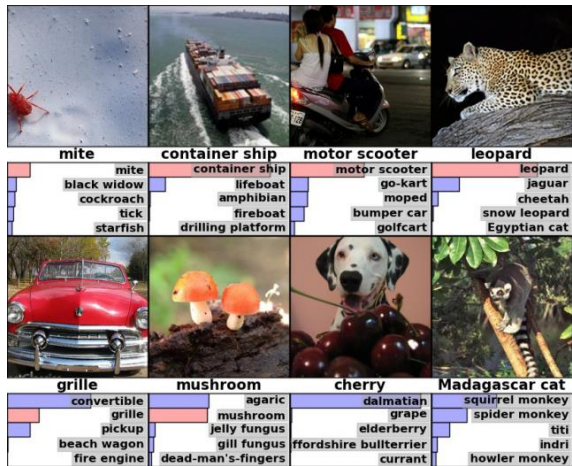 mite
container ship
motor scooter
leopard
mite
black widow
cockroach
tick
starfish
container ship
lifeboat
amphibian
fireboat
drilling platform
motor scooter
go-kart
moped
bumper car
golfcart
leopard
jaguar
cheetah
snow leopard
Egyptian cat
grille
mushroom
cherry
Madagascar cat
convertible
grille
pickup
beach wagon
fire engine
agaric
mushroom
jelly fungus
gill fungus
dead-man's-fingers
dalmatian
grape
elderberry
ffordshire bullterrier
currant
squirrel monkey
spider monkey
titi
indri
howler monkey